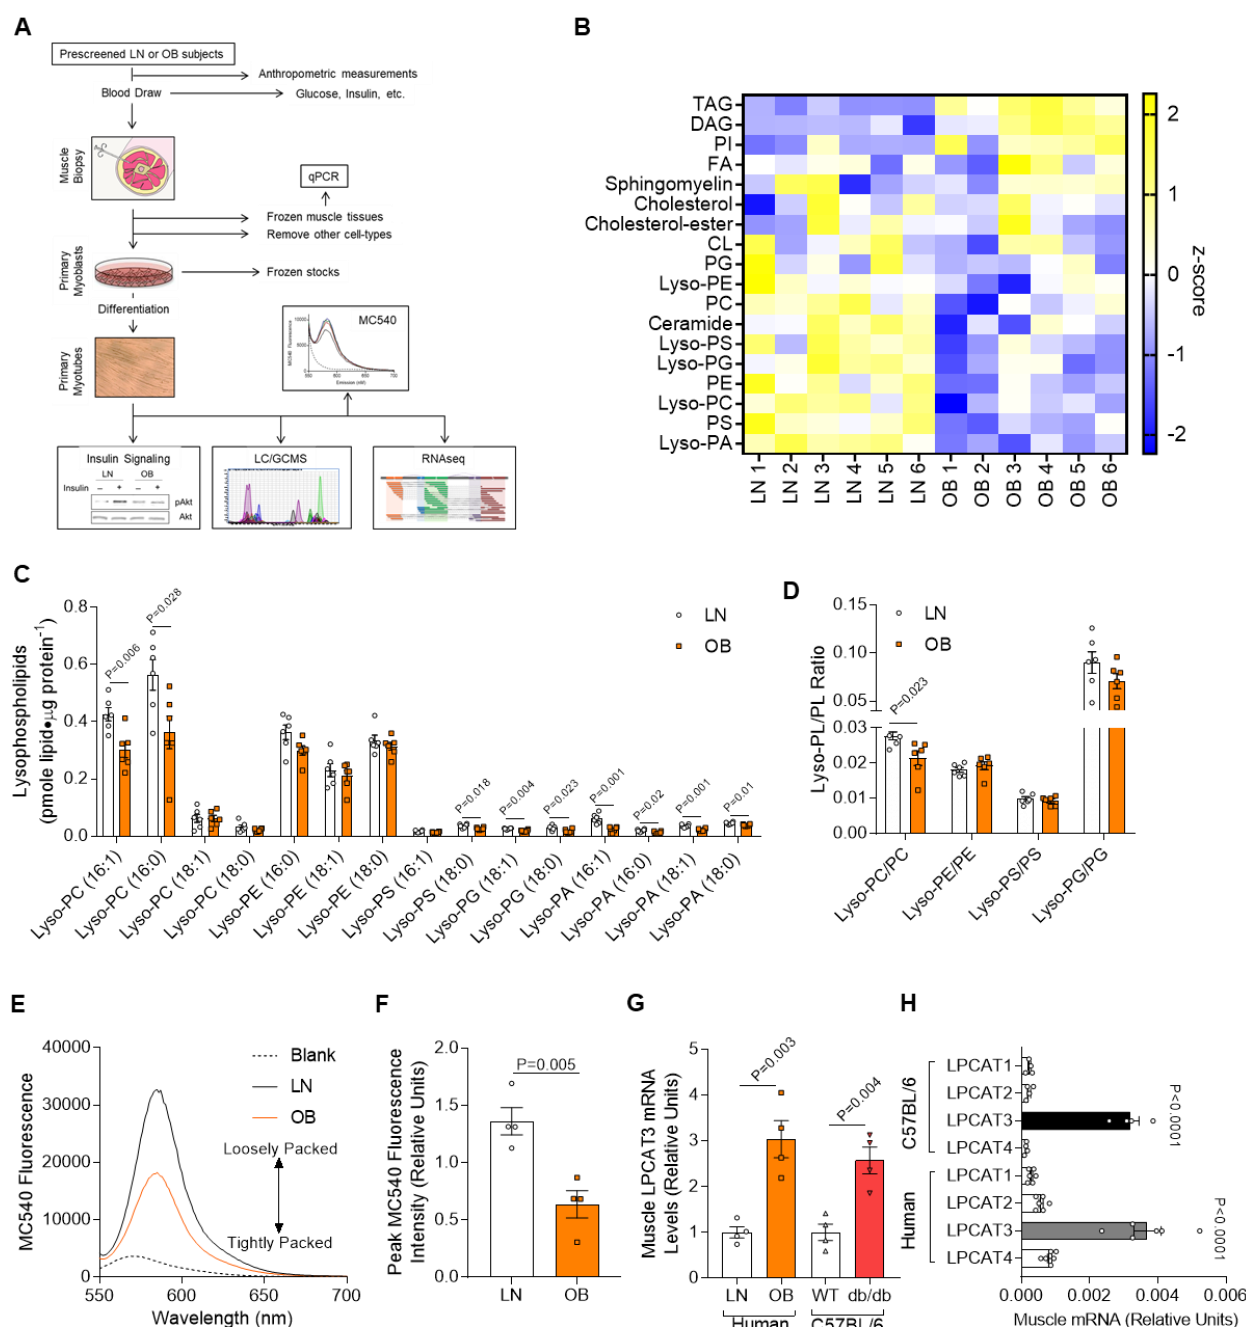 A
Prescreened LN or OB subjects
Anthropometric measurements
Blood Draw
Glucose, Insulin, etc.
Muscle
Biopsy
qPCR
Frozen muscle tissues
Remove other cell-types
Primary
Myoblasts
Frozen stocks
Differentiation
Primary
Myotubes
MC540
MC540 Fluorescence
10000
5000
0
550
600
650
700
Emission (nM)
Insulin Signaling
LN OB
Insulin – + – +
pAkt
Akt
LC/GCMS
RNAseq
B
TAG
DAG
PI
FA
Sphingomyelin
Cholesterol
Cholesterol-ester
CL
PG
Lyso-PE
PC
Ceramide
Lyso-PS
Lyso-PG
PE
Lyso-PC
PS
Lyso-PA
LN 1
LN 2
LN 3
LN 4
LN 5
LN 6
OB 1
OB 2
OB 3
OB 4
OB 5
OB 6
2
1
0
-1
-2
z-score
C
Lysophospholipids
(pmole lipid•µg protein⁻¹)
0.8
0.6
0.4
0.2
0.0
P=0.006
P=0.028
P=0.018
P=0.004
P=0.023
P=0.001
P=0.02
P=0.001
P=0.01
LN
OB
Lyso-PC (16:1)
Lyso-PC (16:0)
Lyso-PC (18:1)
Lyso-PC (18:0)
Lyso-PE (16:0)
Lyso-PE (18:1)
Lyso-PE (18:0)
Lyso-PS (16:1)
Lyso-PS (18:0)
Lyso-PG (18:1)
Lyso-PG (18:0)
Lyso-PA (16:1)
Lyso-PA (16:0)
Lyso-PA (18:1)
Lyso-PA (18:0)
D
Lyso-PL/PL Ratio
0.15
0.10
0.05
0.03
0.02
0.01
0.00
LN
OB
P=0.023
Lyso-PC/PC
Lyso-PE/PE
Lyso-PS/PS
Lyso-PG/PG
E
MC540 Fluorescence
40000
30000
20000
10000
0
Blank
LN
OB
Loosely Packed
Tightly Packed
550
600
650
700
Wavelength (nm)
F
Peak MC540 Fluorescence
Intensity (Relative Units)
2.0
1.5
1.0
0.5
0.0
P=0.005
LN
OB
G
Muscle LPCAT3 mRNA
Levels (Relative Units)
5
4
3
2
1
0
P=0.003
P=0.004
LN
OB
WT
db/db
Human
C57BL/6
H
C57BL/6
LPCAT1
LPCAT2
LPCAT3
LPCAT4
Human
LPCAT1
LPCAT2
LPCAT3
LPCAT4
P<0.0001
P<0.0001
0.000
0.002
0.004
0.006
Muscle mRNA (Relative Units)